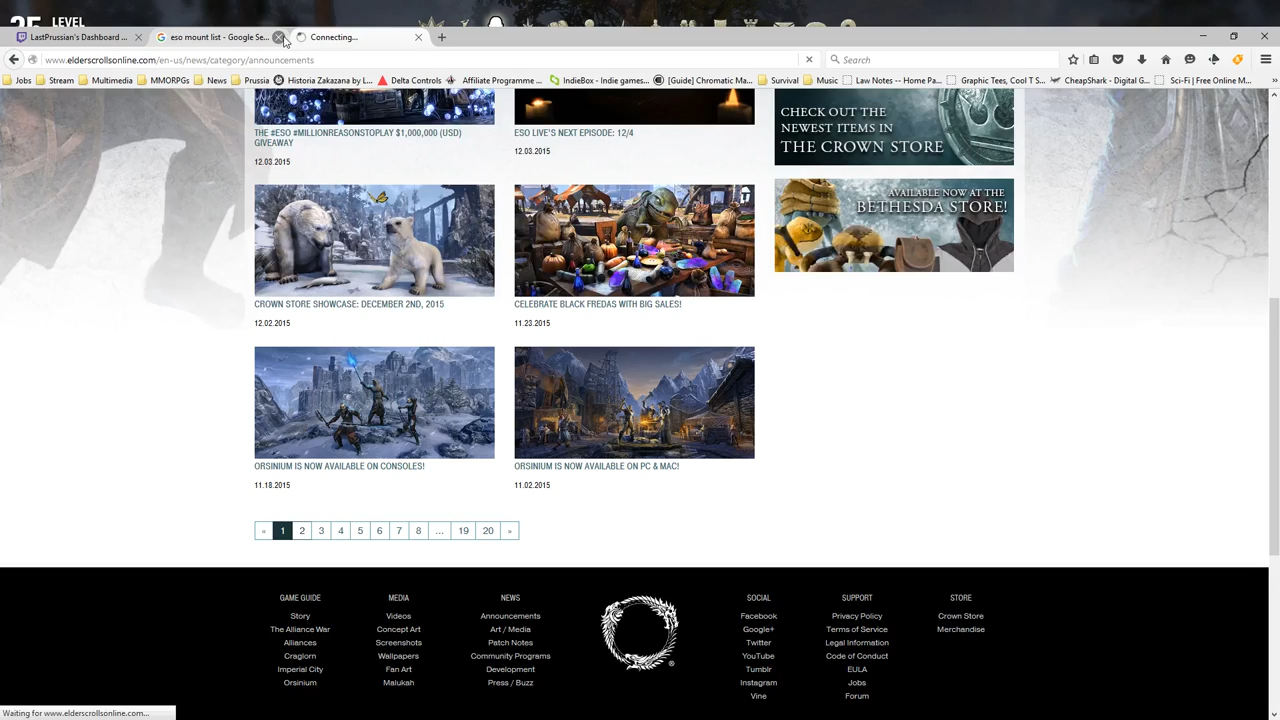 25 LEVEL
LastPrussian's Dashboard ...
eso mount list - Google Se...
Connecting...
www.elderscrollsonline.com/en-us/news/category/announcements
Search
Jobs
Stream
Multimedia
MMORPGs
News
Prussia
Historia Zakazana by L...
Delta Controls
Affiliate Programme ...
IndieBox - Indie games...
[Guide] Chromatic Ma...
Survival
Music
Law Notes -- Home Pa...
Graphic Tees, Cool T S...
CheapShark - Digital G...
Sci-Fi | Free Online M...
THE #ESO #MILLIONREASONSTOPLAY $1,000,000 (USD)
GIVEAWAY
12.03.2015
ESO LIVE'S NEXT EPISODE: 12/4
12.03.2015
CHECK OUT THE
NEWEST ITEMS IN
THE CROWN STORE
AVAILABLE NOW AT THE
BETHESDA STORE!
CROWN STORE SHOWCASE: DECEMBER 2ND, 2015
12.02.2015
CELEBRATE BLACK FREDAS WITH BIG SALES!
11.23.2015
ORSINIUM IS NOW AVAILABLE ON CONSOLES!
11.18.2015
ORSINIUM IS NOW AVAILABLE ON PC & MAC!
11.02.2015
« 1 2 3 4 5 6 7 8 ... 19 20 »
GAME GUIDE
Story
The Alliance War
Alliances
Craglorn
Imperial City
Orsinium
MEDIA
Videos
Concept Art
Screenshots
Wallpapers
Fan Art
Malukah
NEWS
Announcements
Art / Media
Patch Notes
Community Programs
Development
Press / Buzz
®
SOCIAL
Facebook
Google+
Twitter
YouTube
Tumblr
Instagram
Vine
SUPPORT
Privacy Policy
Terms of Service
Legal Information
Code of Conduct
EULA
Jobs
Forum
STORE
Crown Store
Merchandise
Waiting for www.elderscrollsonline.com...